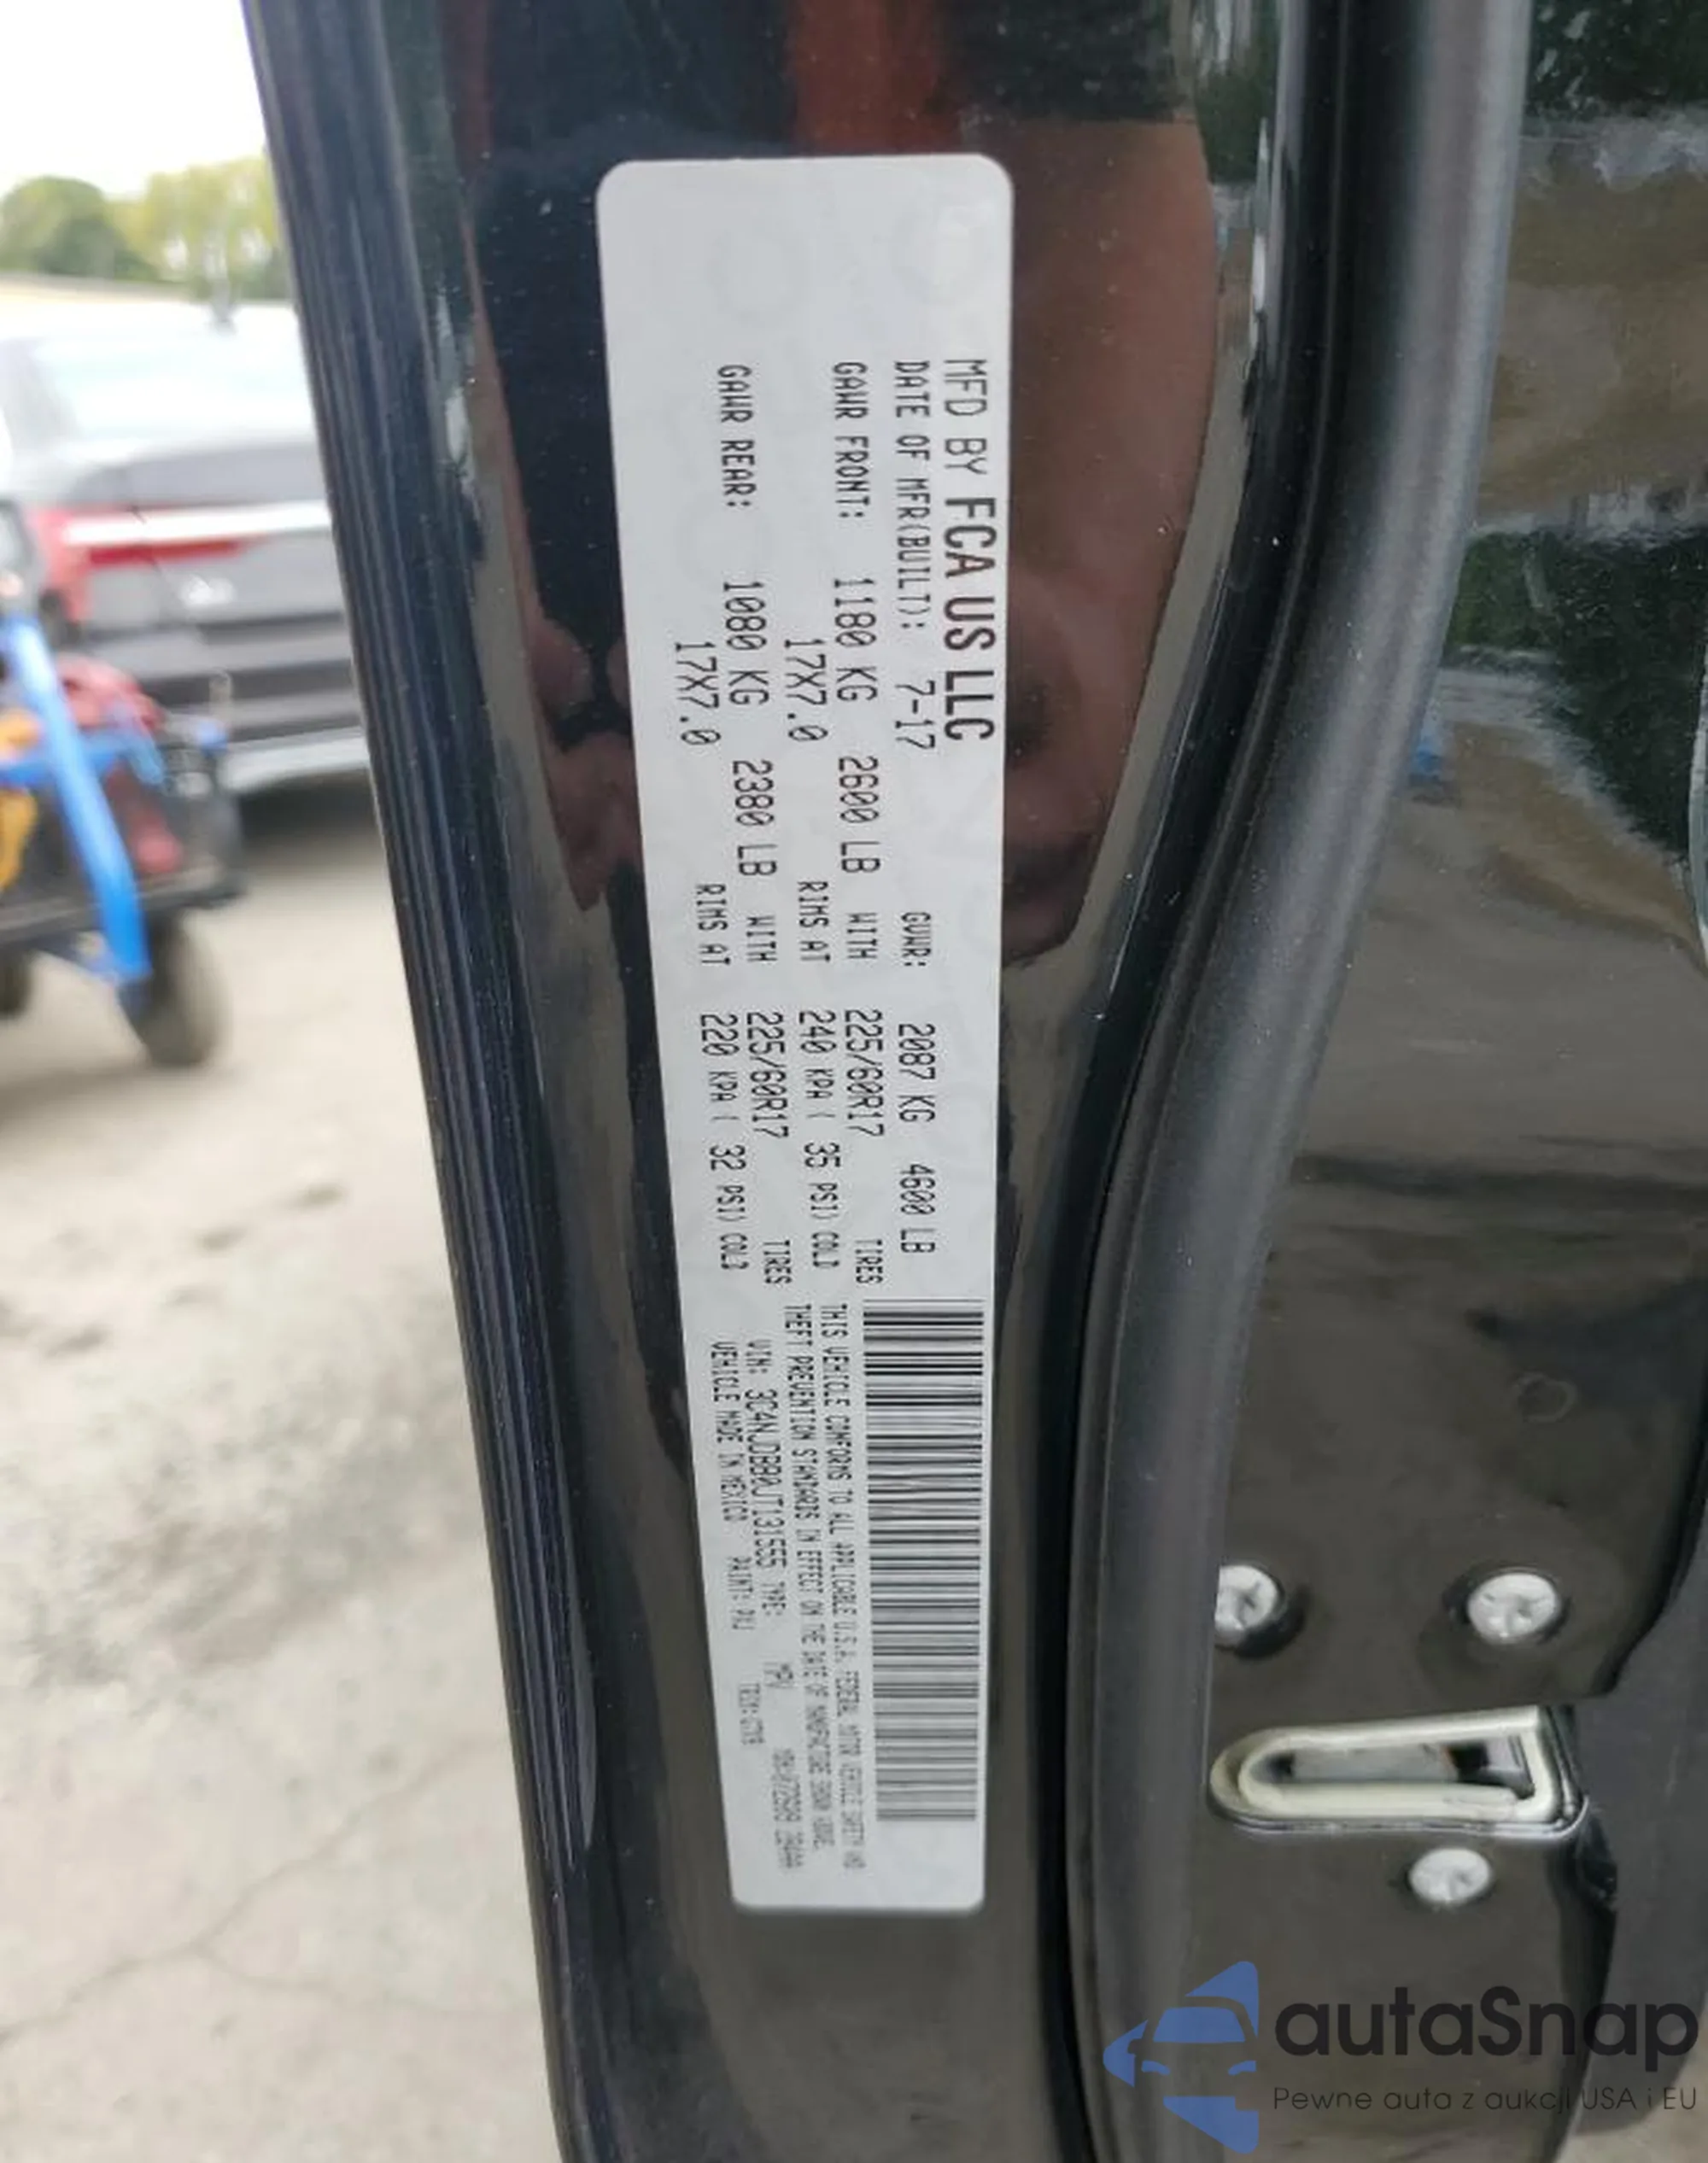 MFD BY FCA US LLC
DATE OF MFR(BUILT): 7-17 GVWR: 2087 KG 4600 LB
GAWR FRONT: 1180 KG 2600 LB WITH 225/60R17 TIRES
17X7.0 RIMS AT 240 KPA ( 35 PSI) COLD
GAWR REAR: 1080 KG 2380 LB WITH 225/60R17 TIRES
17X7.0 RIMS AT 220 KPA ( 32 PSI) COLD
THIS VEHICLE CONFORMS TO ALL APPLICABLE U.S.A. FEDERAL MOTOR VEHICLE SAFETY AND
THEFT PREVENTION STANDARDS IN EFFECT ON THE DATE OF MANUFACTURE SHOWN ABOVE.
VIN: 3C4NJDBB0JT131555 TYPE: MPV
VEHICLE MADE IN MEXICO PAINT: PXJ TRIM:
autaSnap
Pewne auta z aukcji USA i EU